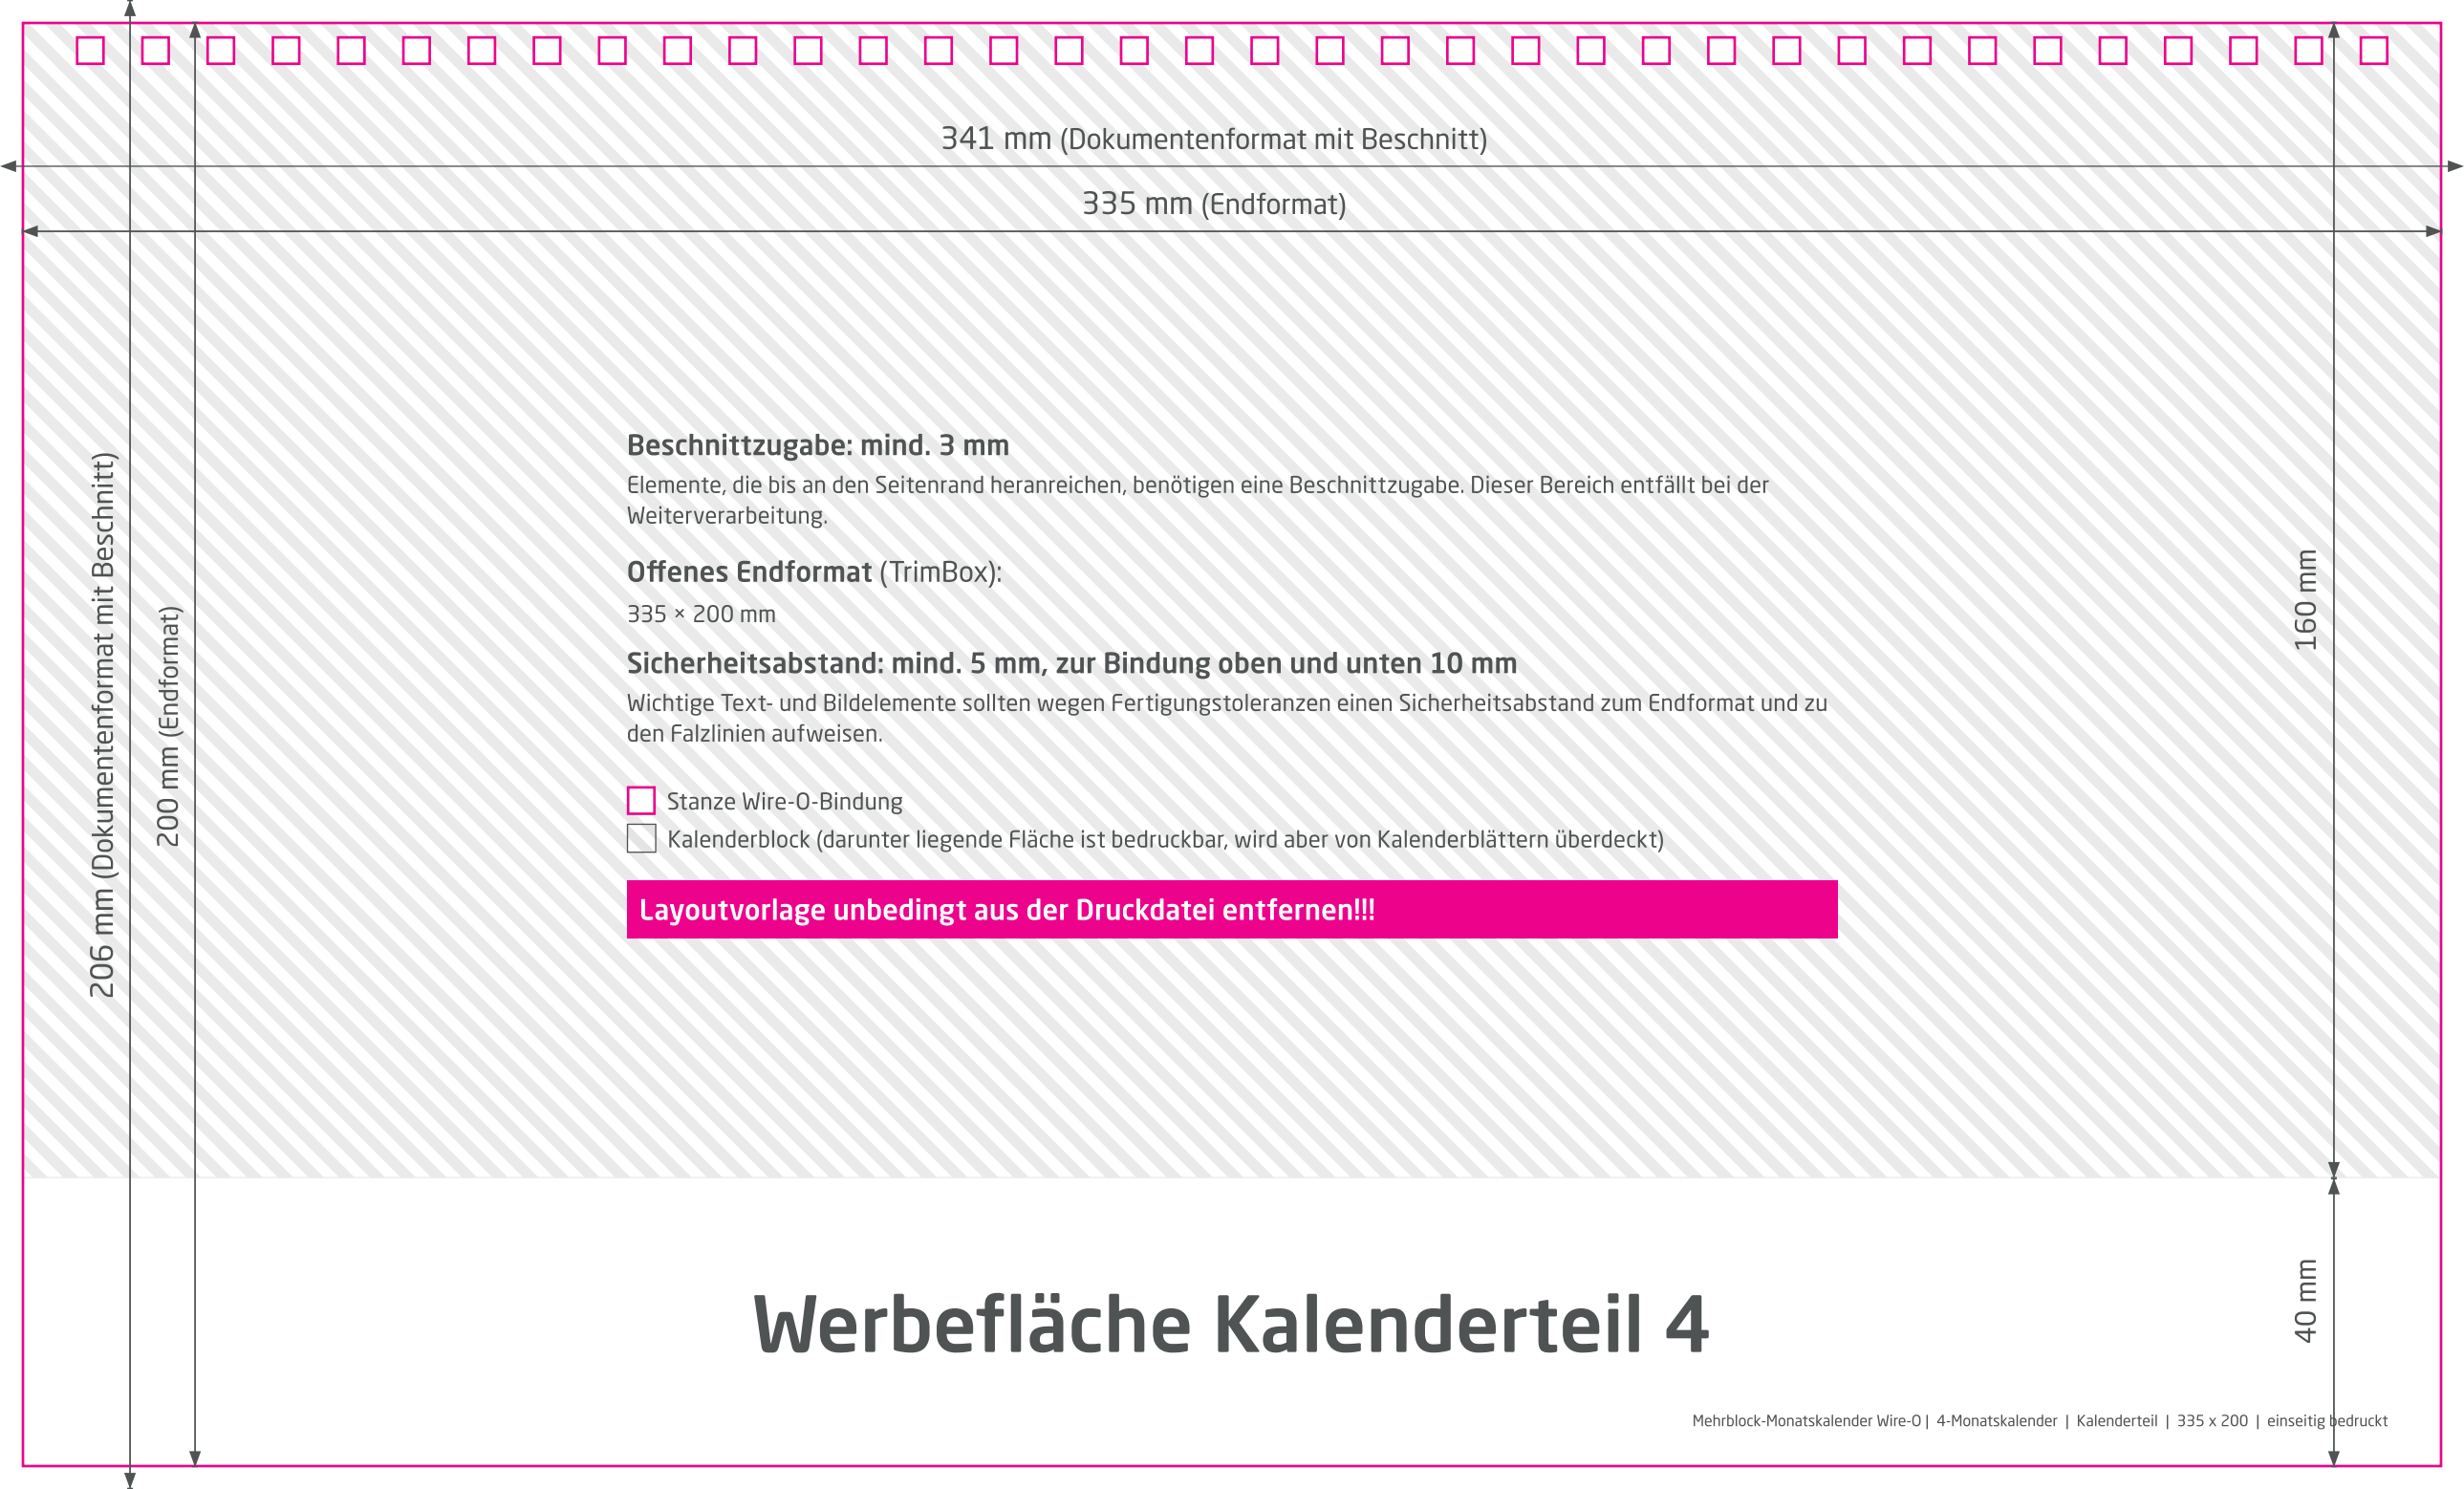 341 mm (Dokumentenformat mit Beschnitt)
335 mm (Endformat)
206 mm (Dokumentenformat mit Beschnitt)
200 mm (Endformat)
Beschnittzugabe: mind. 3 mm
Elemente, die bis an den Seitenrand heranreichen, benötigen eine Beschnittzugabe. Dieser Bereich entfällt bei der
Weiterverarbeitung.
Offenes Endformat (TrimBox):
335 × 200 mm
Sicherheitsabstand: mind. 5 mm, zur Bindung oben und unten 10 mm
Wichtige Text- und Bildelemente sollten wegen Fertigungstoleranzen einen Sicherheitsabstand zum Endformat und zu
den Falzlinien aufweisen.
Stanze Wire-O-Bindung
Kalenderblock (darunter liegende Fläche ist bedruckbar, wird aber von Kalenderblättern überdeckt)
Layoutvorlage unbedingt aus der Druckdatei entfernen!!!
160 mm
40 mm
Werbefläche Kalenderteil 4
Mehrblock-Monatskalender Wire-O | 4-Monatskalender | Kalenderteil | 335 x 200 | einseitig bedruckt